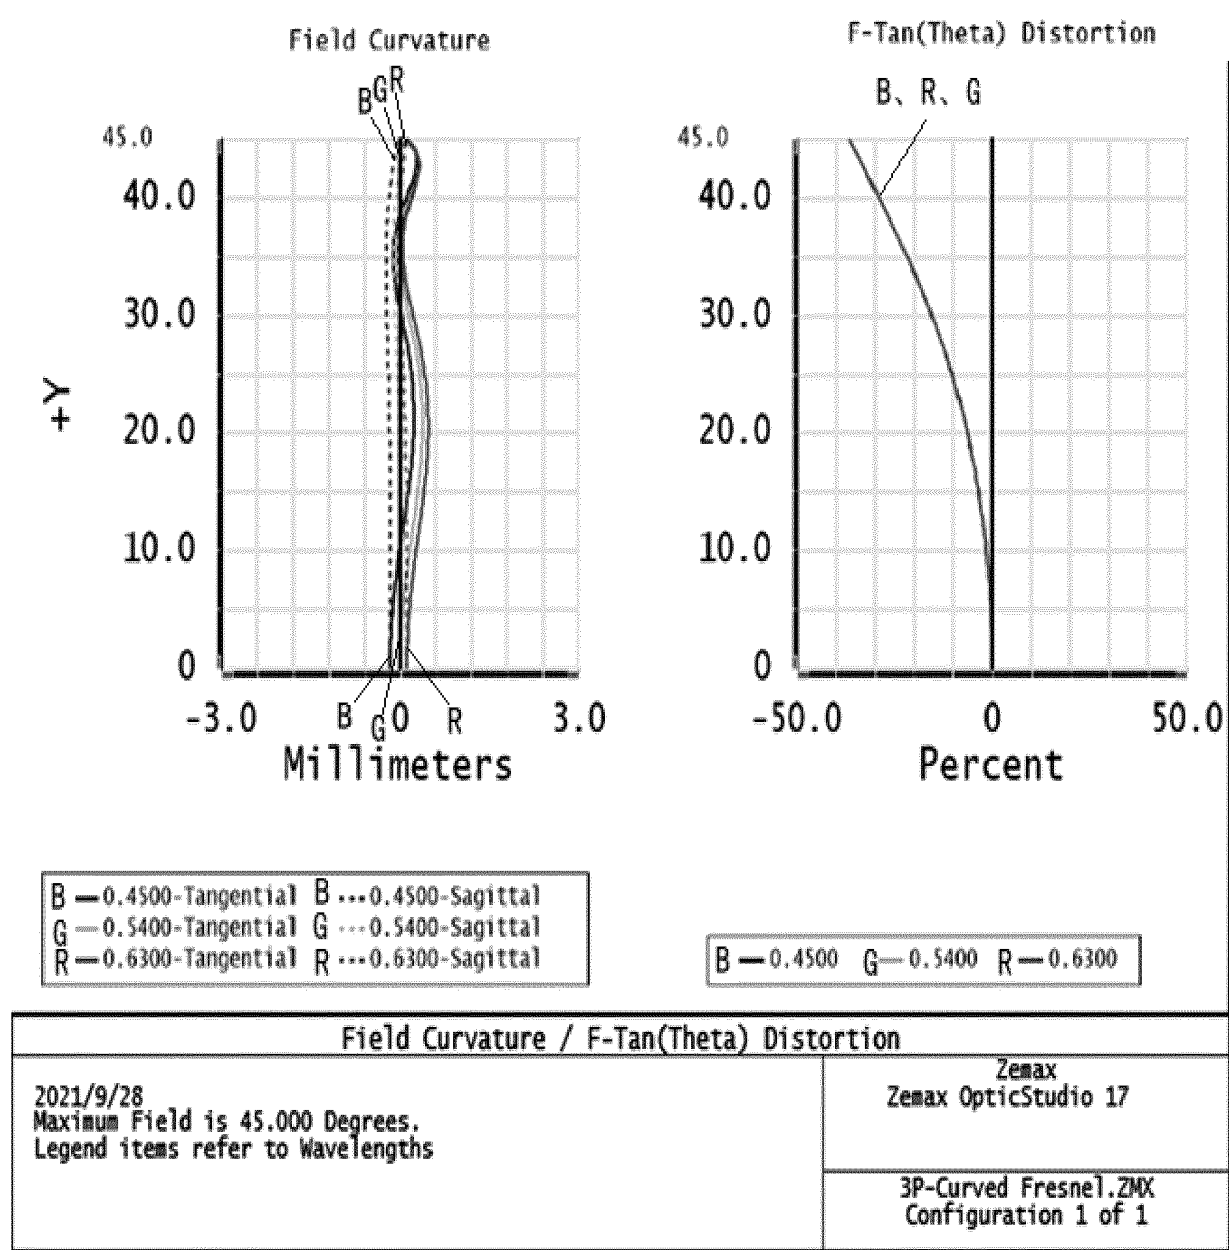 Field Curvature
F-Tan(Theta) Distortion
B G R
B、R、G
45.0
40.0
30.0
20.0
10.0
0
+Y
-3.0 0 3.0
B G R
Millimeters
45.0
40.0
30.0
20.0
10.0
0
-50.0 0 50.0
Percent
B 0.4500-Tangential B 0.4500-Sagittal
G 0.5400-Tangential G 0.5400-Sagittal
R 0.6300-Tangential R 0.6300-Sagittal
B 0.4500 G 0.5400 R 0.6300
Field Curvature / F-Tan(Theta) Distortion
2021/9/28
Maximum Field is 45.000 Degrees.
Legend items refer to Wavelengths
Zemax
Zemax OpticStudio 17
3P-Curved Fresnel.ZMX
Configuration 1 of 1